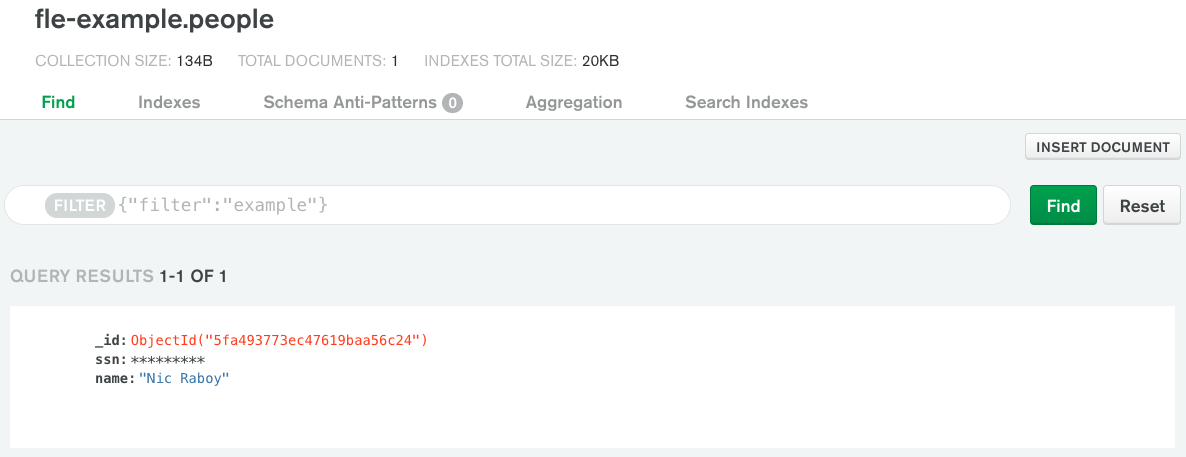 fle-example.people
COLLECTION SIZE: 134B TOTAL DOCUMENTS: 1 INDEXES TOTAL SIZE: 20KB
Find Indexes Schema Anti-Patterns 0 Aggregation Search Indexes
INSERT DOCUMENT
FILTER {"filter":"example"} Find Reset
QUERY RESULTS 1-1 OF 1
_id: ObjectId("5fa493773ec47619baa56c24")
ssn: *********
name: "Nic Raboy"